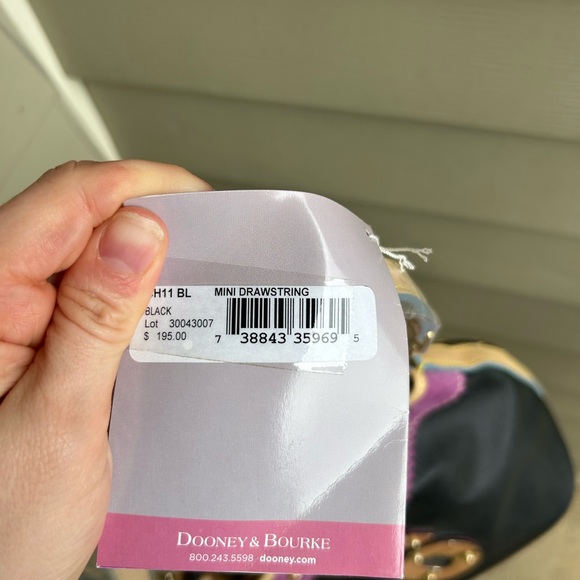 H11 BL MINI DRAWSTRING
BLACK
Lot 30043007
$ 195.00
7 38843 35969 5
DOONEY & BOURKE
800.243.5598 · dooney.com